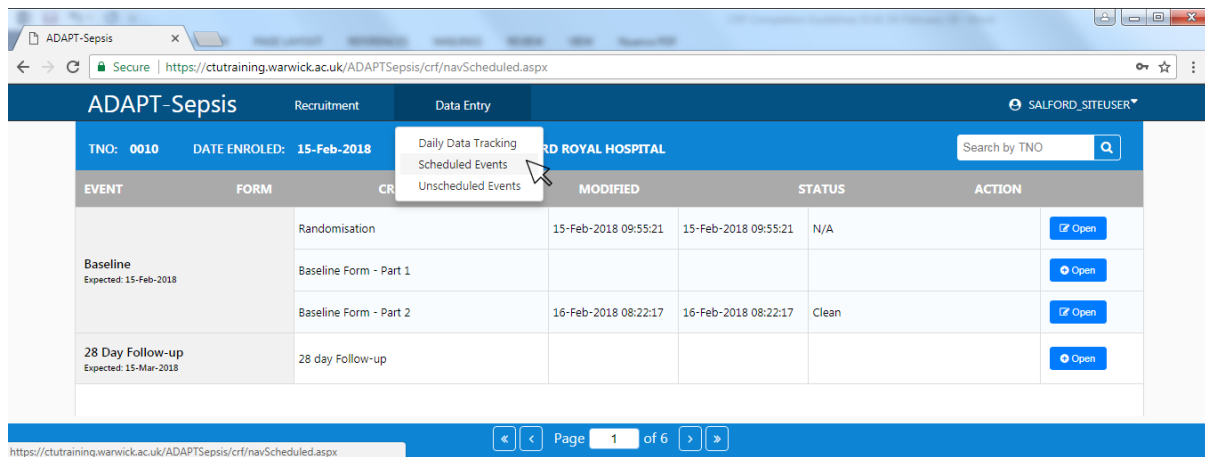 ADAPT-Sepsis
Secure | https://ctutraining.warwick.ac.uk/ADAPTSepsis/crf/navScheduled.aspx
ADAPT-Sepsis Recruitment Data Entry SALFORD_SITEUSER
TNO: 0010 DATE ENROLED: 15-Feb-2018 RD ROYAL HOSPITAL Search by TNO
Daily Data Tracking
Scheduled Events
Unscheduled Events
EVENT FORM CR MODIFIED STATUS ACTION
Randomisation 15-Feb-2018 09:55:21 15-Feb-2018 09:55:21 N/A Open
Baseline
Expected: 15-Feb-2018
Baseline Form - Part 1 Open
Baseline Form - Part 2 16-Feb-2018 08:22:17 16-Feb-2018 08:22:17 Clean Open
28 Day Follow-up
Expected: 15-Mar-2018
28 day Follow-up Open
« ‹ Page 1 of 6 › »
https://ctutraining.warwick.ac.uk/ADAPTSepsis/crf/navScheduled.aspx